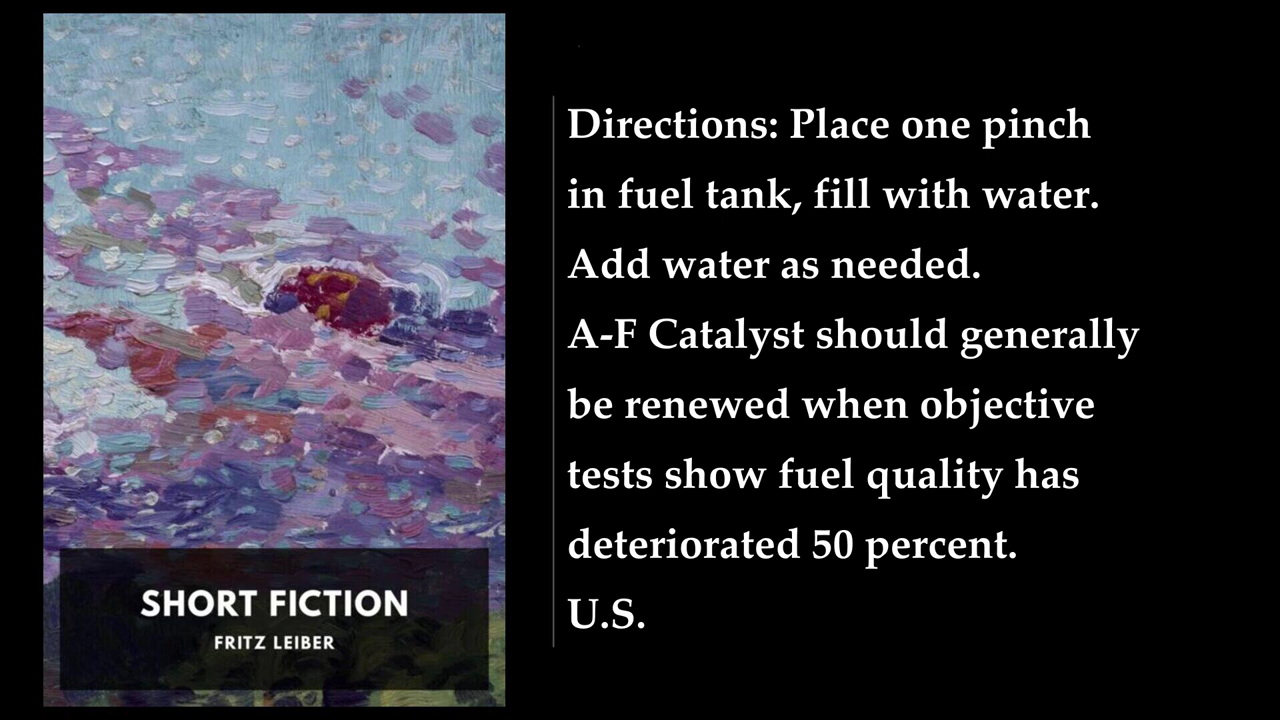 SHORT FICTION
FRITZ LEIBER
Directions: Place one pinch
in fuel tank, fill with water.
Add water as needed.
A-F Catalyst should generally
be renewed when objective
tests show fuel quality has
deteriorated 50 percent.
U.S.